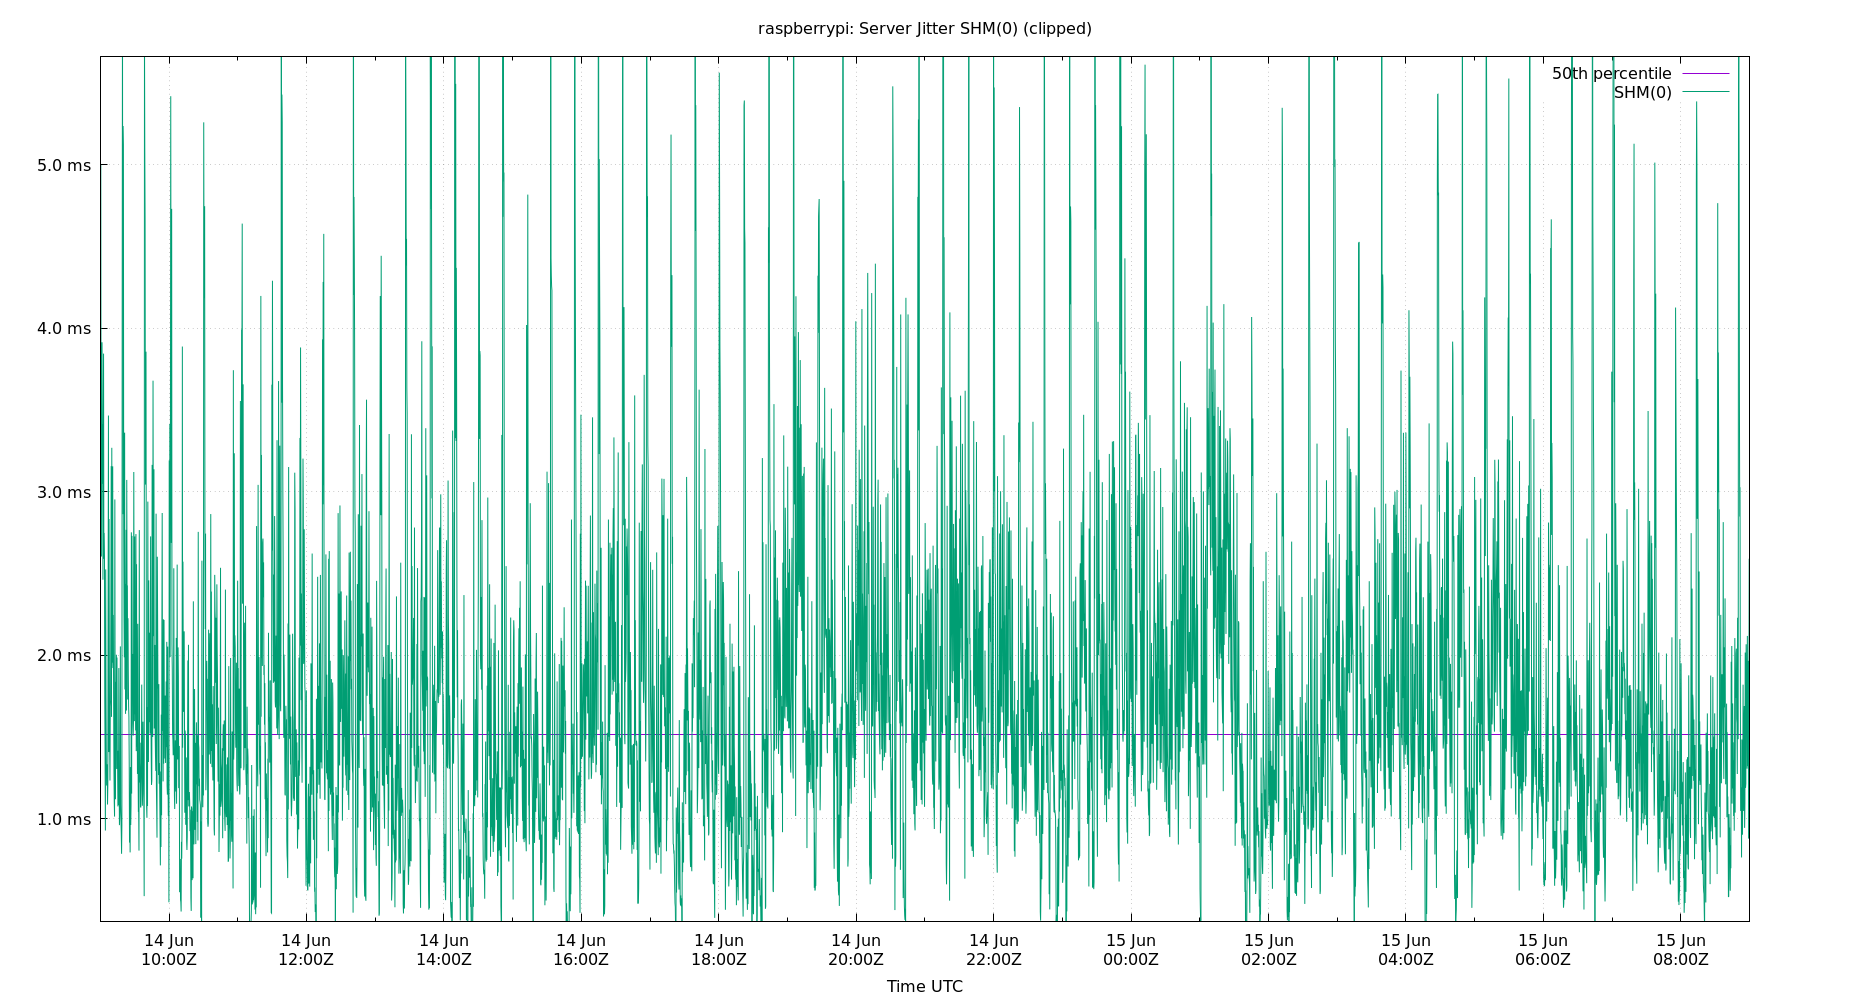 raspberrypi: Server Jitter SHM(0) (clipped)
50th percentile
SHM(0)
5.0 ms
4.0 ms
3.0 ms
2.0 ms
1.0 ms
14 Jun 14 Jun 14 Jun 14 Jun 14 Jun 14 Jun 14 Jun 15 Jun 15 Jun 15 Jun 15 Jun 15 Jun
10:00Z 12:00Z 14:00Z 16:00Z 18:00Z 20:00Z 22:00Z 00:00Z 02:00Z 04:00Z 06:00Z 08:00Z
Time UTC